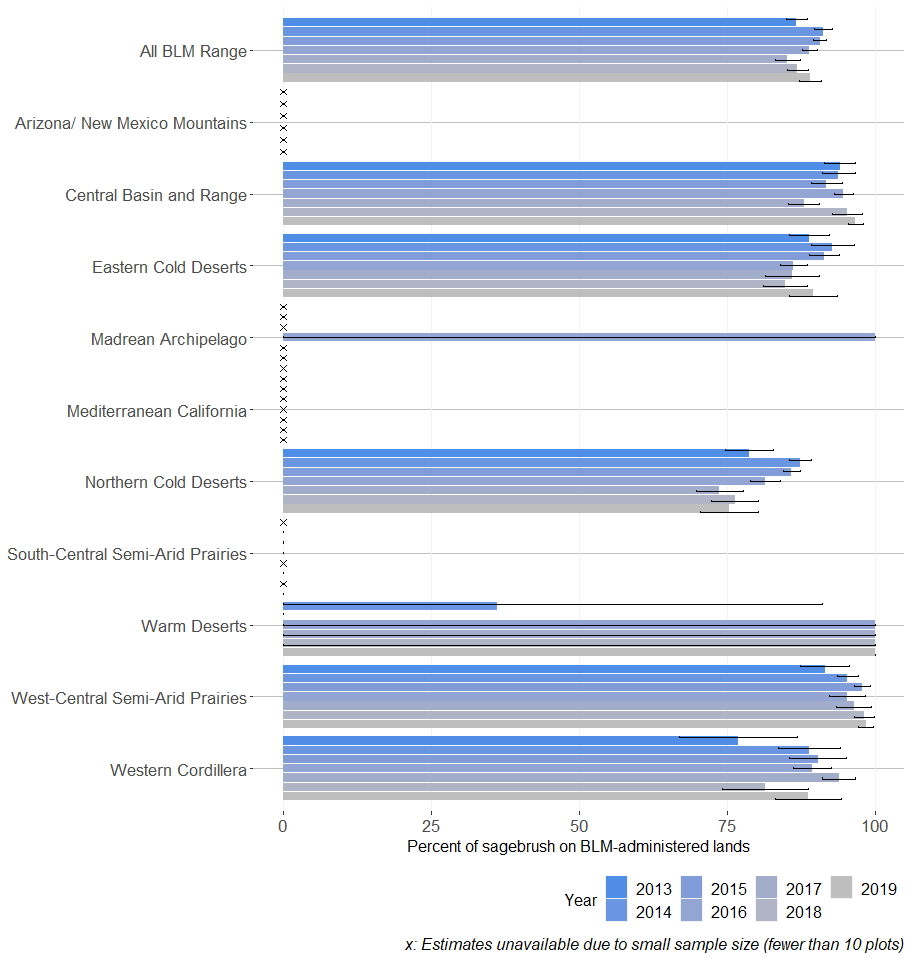 All BLM Range
Arizona/ New Mexico Mountains
Central Basin and Range
Eastern Cold Deserts
Madrean Archipelago
Mediterranean California
Northern Cold Deserts
South-Central Semi-Arid Prairies
Warm Deserts
West-Central Semi-Arid Prairies
Western Cordillera
0 25 50 75 100
Percent of sagebrush on BLM-administered lands
Year
2013 2015 2017 2019
2014 2016 2018
x: Estimates unavailable due to small sample size (fewer than 10 plots)